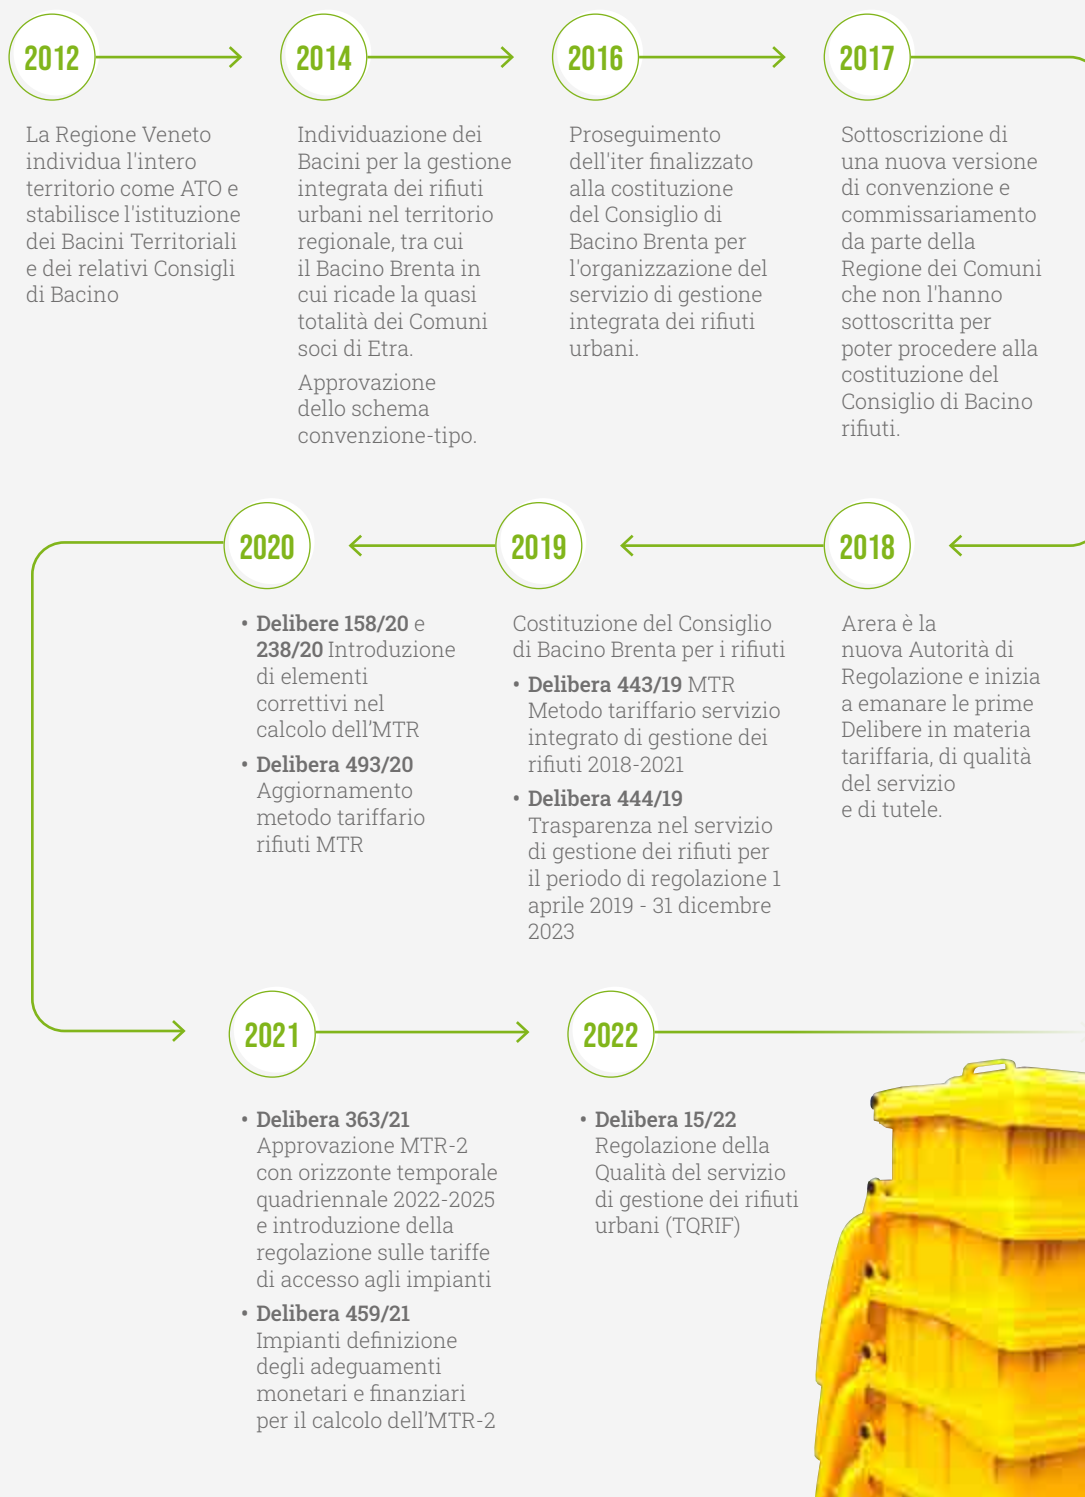 2012
La Regione Veneto
individua l'intero
territorio come ATO e
stabilisce l'istituzione
dei Bacini Territoriali
e dei relativi Consigli
di Bacino
2014
Individuazione dei
Bacini per la gestione
integrata dei rifiuti
urbani nel territorio
regionale, tra cui
il Bacino Brenta in
cui ricade la quasi
totalità dei Comuni
soci di Etra.
Approvazione
dello schema
convenzione-tipo.
2016
Proseguimento
dell'iter finalizzato
alla costituzione
del Consiglio di
Bacino Brenta per
l'organizzazione del
servizio di gestione
integrata dei rifiuti
urbani.
2017
Sottoscrizione di
una nuova versione
di convenzione e
commissariamento
da parte della
Regione dei Comuni
che non l'hanno
sottoscritta per
poter procedere alla
costituzione del
Consiglio di Bacino
rifiuti.
2018
Arera è la
nuova Autorità di
Regolazione e inizia
a emanare le prime
Delibere in materia
tariffaria, di qualità
del servizio
e di tutele.
2019
Costituzione del Consiglio
di Bacino Brenta per i rifiuti
• Delibera 443/19 MTR
Metodo tariffario servizio
integrato di gestione dei
rifiuti 2018-2021
• Delibera 444/19
Trasparenza nel servizio
di gestione dei rifiuti per
il periodo di regolazione 1
aprile 2019 - 31 dicembre
2023
2020
• Delibere 158/20 e
238/20 Introduzione
di elementi
correttivi nel
calcolo dell’MTR
• Delibera 493/20
Aggiornamento
metodo tariffario
rifiuti MTR
2021
• Delibera 363/21
Approvazione MTR-2
con orizzonte temporale
quadriennale 2022-2025
e introduzione della
regolazione sulle tariffe
di accesso agli impianti
• Delibera 459/21
Impianti definizione
degli adeguamenti
monetari e finanziari
per il calcolo dell’MTR-2
2022
• Delibera 15/22
Regolazione della
Qualità del servizio
di gestione dei rifiuti
urbani (TQRIF)